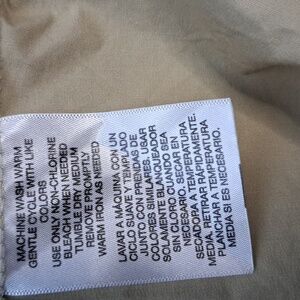 MACHINE WASH WARM
GENTLE CYCLE WITH LIKE
COLORS
USE ONLY NON-CHLORINE
BLEACH WHEN NEEDED
TUMBLE DRY MEDIUM
REMOVE PROMPTLY
WARM IRON AS NEEDED
LAVAR A MAQUINA CON UN
CICLO SUAVE Y TEMPLADO
JUNTO CON PRENDAS DE
COLORES SIMILARES. USAR
SOLAMENTE BLANQUEADOR
SIN CLORO CUANDO SEA
NECESARIO. SECAR EN
SECADORA A TEMPERATURA
MEDIA. RETIRAR RÁPIDAMENTE.
PLANCHAR A TEMPERATURA
MEDIA SI ES NECESARIO.